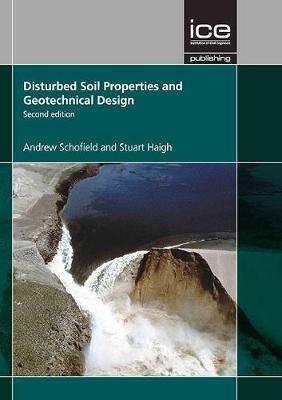 ice
Institution of Civil Engineers
publishing
Disturbed Soil Properties and
Geotechnical Design
Second edition
Andrew Schofield and Stuart Haigh